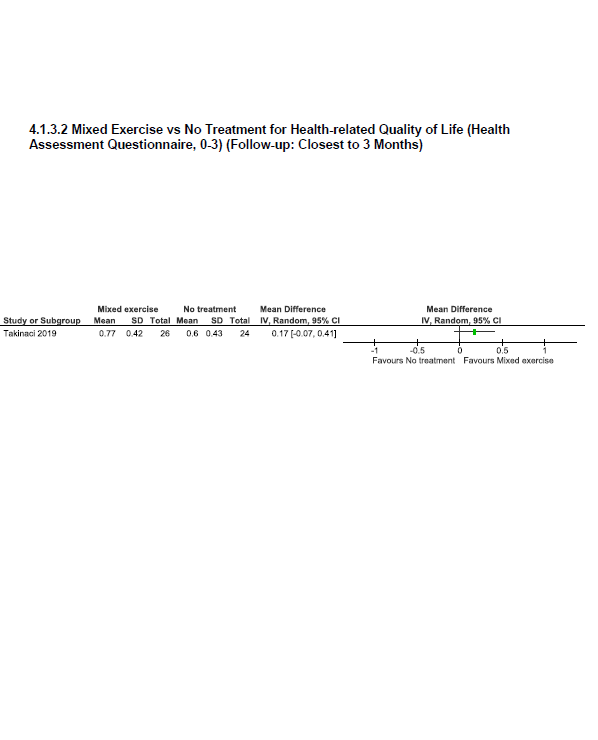 4.1.3.2 Mixed Exercise vs No Treatment for Health-related Quality of Life (Health
Assessment Questionnaire, 0-3) (Follow-up: Closest to 3 Months)
Mixed exercise No treatment Mean Difference Mean Difference
Study or Subgroup Mean SD Total Mean SD Total IV, Random, 95% CI IV, Random, 95% CI
Takinaci 2019 0.77 0.42 26 0.6 0.43 24 0.17 [-0.07, 0.41]
-1 -0.5 0 0.5 1
Favours No treatment Favours Mixed exercise